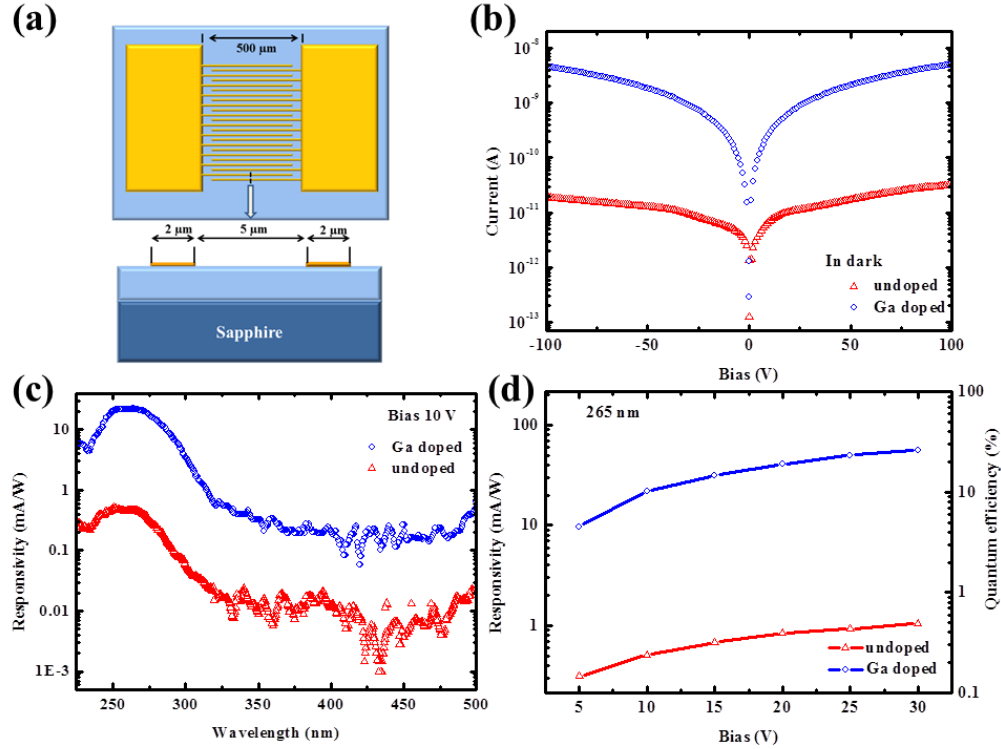 (a)
500 µm
2 µm
5 µm
2 µm
Sapphire
(b)
Current (A)
10⁻⁸
10⁻⁹
10⁻¹⁰
10⁻¹¹
10⁻¹²
10⁻¹³
In dark
undoped
Ga doped
-100
-50
0
50
100
Bias (V)
(c)
Responsivity (mA/W)
10
1
0.1
0.01
1E-3
Bias 10 V
Ga doped
undoped
250
300
350
400
450
500
Wavelength (nm)
(d)
265 nm
Responsivity (mA/W)
100
10
1
Quantum efficiency (%)
100
10
1
0.1
undoped
Ga doped
5
10
15
20
25
30
Bias (V)